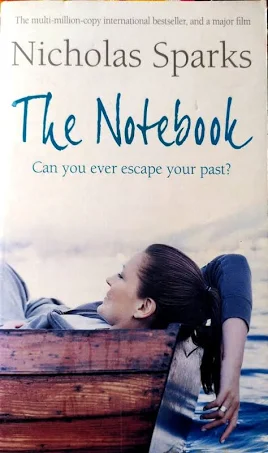 The multi-million-copy international bestseller, and a major film
Nicholas Sparks
The Notebook
Can you ever escape your past?